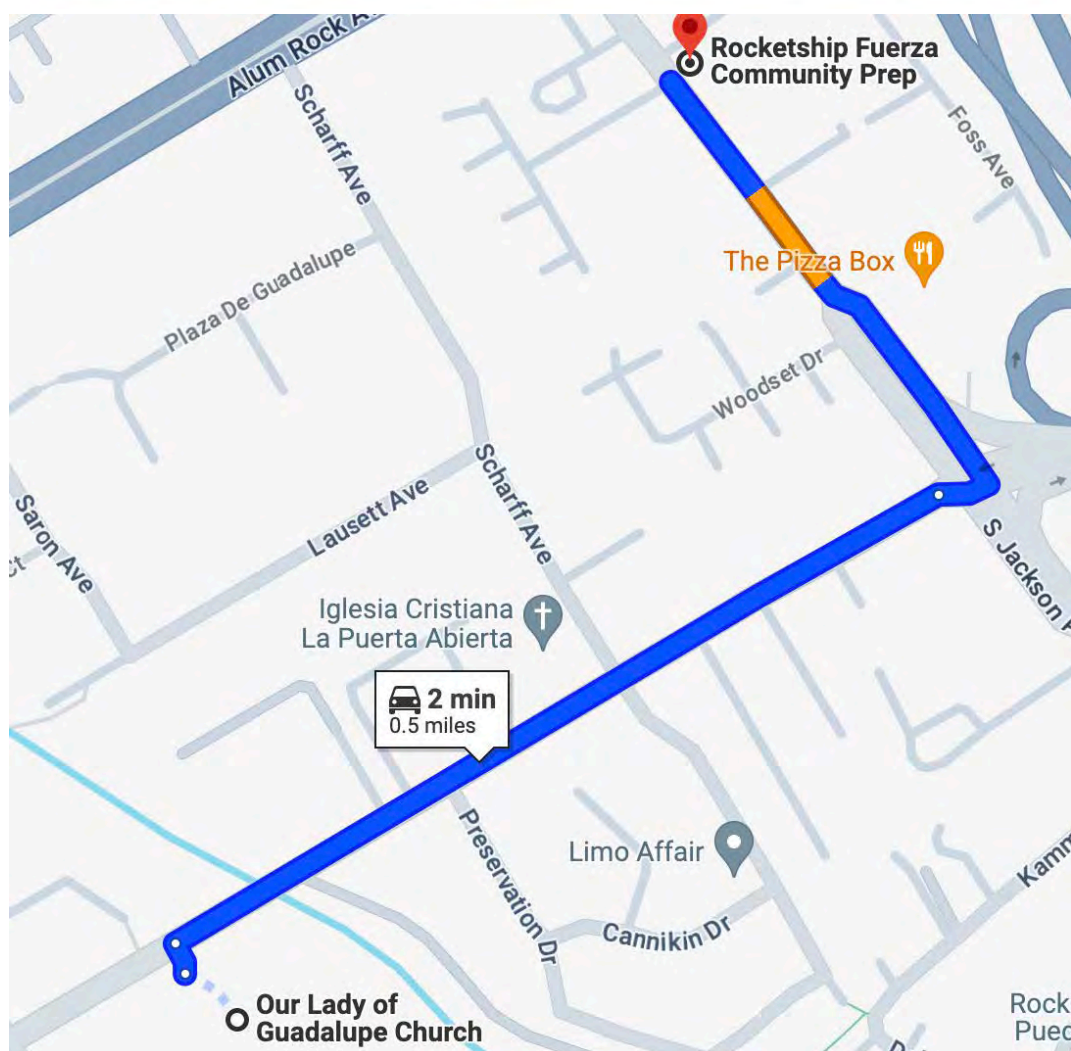 Alum Rock A
Rocketship Fuerza
Community Prep
Scharff Ave
Foss Ave
The Pizza Box
Plaza De Guadalupe
Woodset Dr
Scharff Ave
Lausett Ave
Saron Ave
Ct
S Jackson
Iglesia Cristiana
La Puerta Abierta
2 min
0.5 miles
Preservation Dr
Limo Affair
Kamm
Cannikin Dr
Our Lady of
Guadalupe Church
Rock
Pued